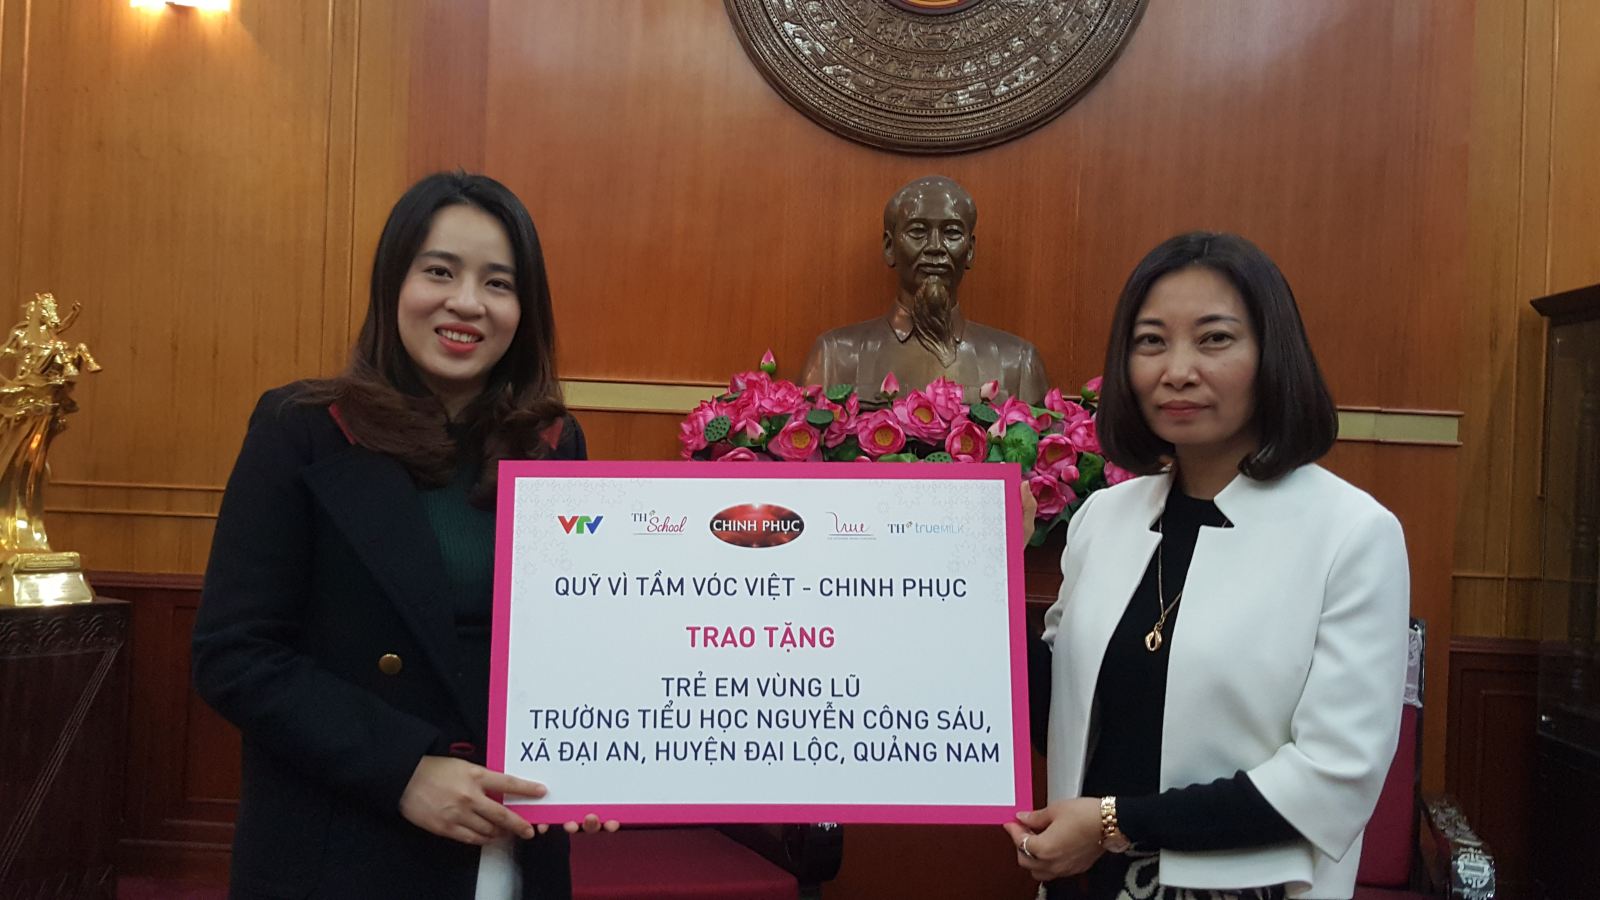 VTV TH School CHINH PHỤC true TH true MILK
QUỸ VÌ TẦM VÓC VIỆT - CHINH PHỤC
TRAO TẶNG
TRẺ EM VÙNG LŨ
TRƯỜNG TIỂU HỌC NGUYỄN CÔNG SÁU,
XÃ ĐẠI AN, HUYỆN ĐẠI LỘC, QUẢNG NAM